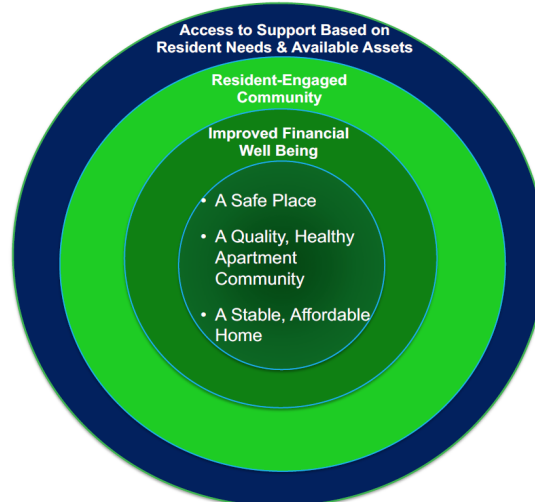 Access to Support Based on
Resident Needs & Available Assets
Resident-Engaged
Community
Improved Financial
Well Being
• A Safe Place
• A Quality, Healthy
Apartment
Community
• A Stable, Affordable
Home